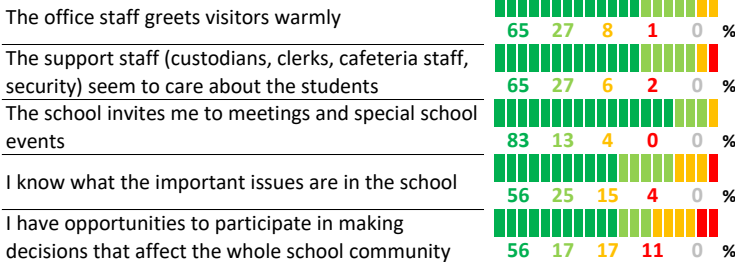 The office staff greets visitors warmly
65 27 8 1 0 %
The support staff (custodians, clerks, cafeteria staff,
security) seem to care about the students
65 27 6 2 0 %
The school invites me to meetings and special school
events
83 13 4 0 0 %
I know what the important issues are in the school
56 25 15 4 0 %
I have opportunities to participate in making
decisions that affect the whole school community
56 17 17 11 0 %